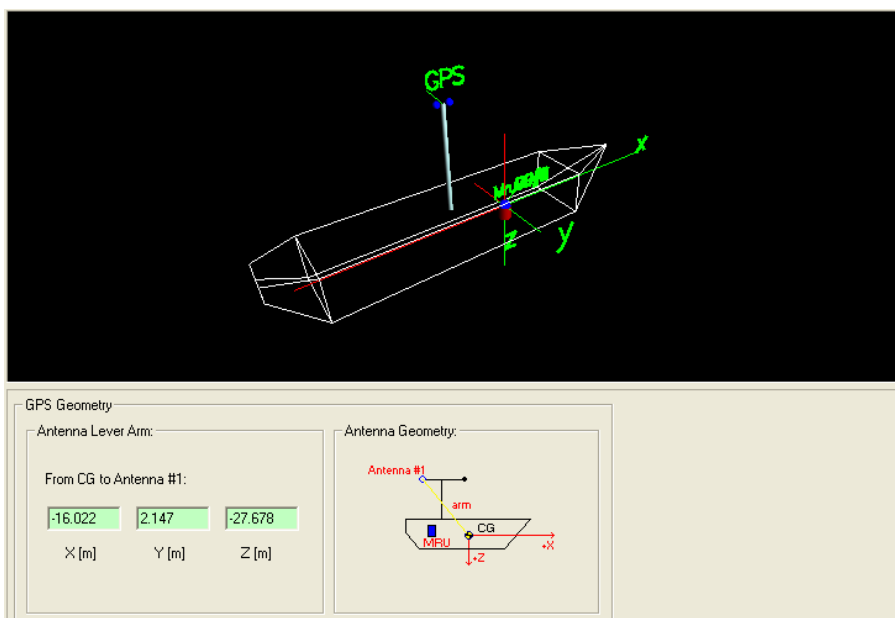 GPS
x
z
y
GPS Geometry
Antenna Lever Arm:
From CG to Antenna #1:
-16.022 2.147 -27.678
X [m] Y [m] Z [m]
Antenna Geometry:
Antenna #1
arm
CG
MRU
+X
+Z